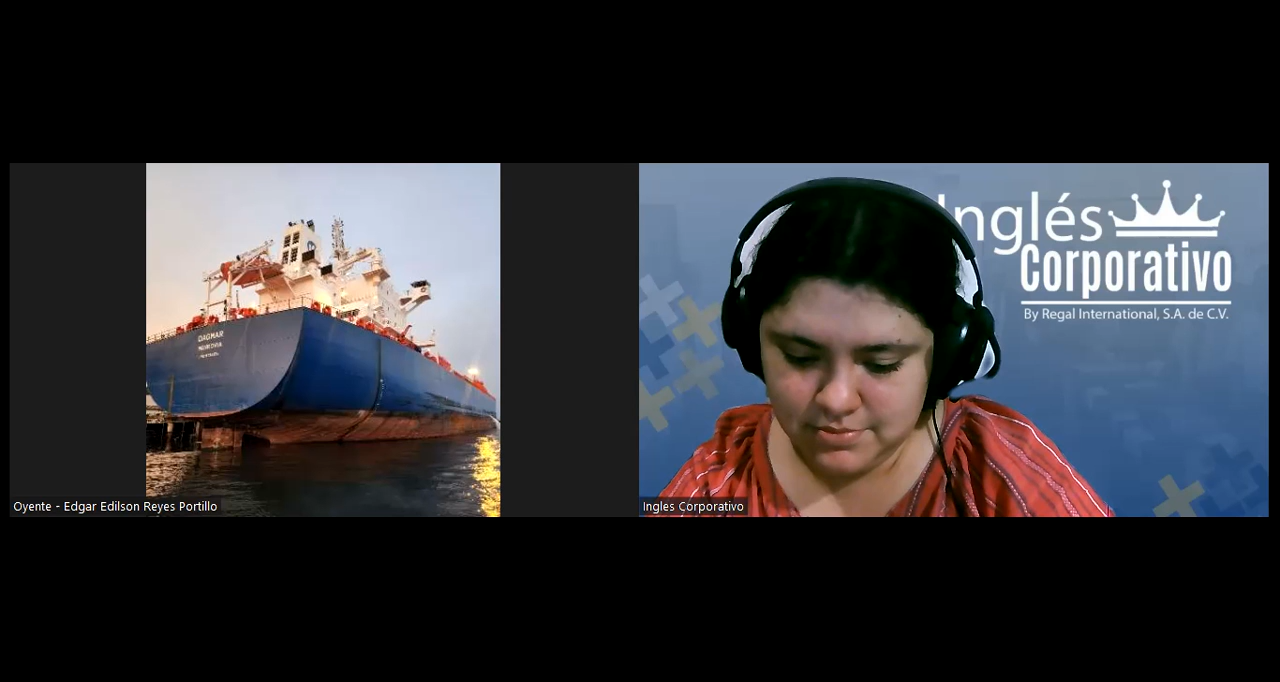 DAGMAR
Oyente - Edgar Edilson Reyes Portillo
Inglés
Corporativo
By Regal International, S.A. de C.V.
Ingles Corporativo